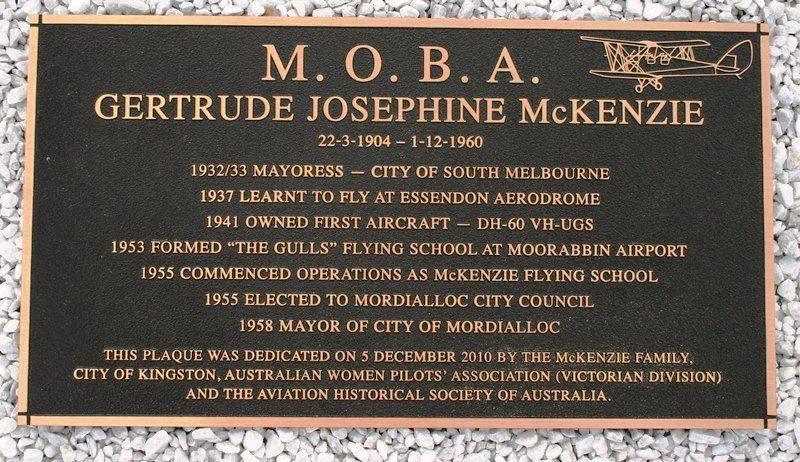 M. O. B. A.
GERTRUDE JOSEPHINE McKENZIE
22-3-1904 – 1-12-1960
1932/33 MAYORESS — CITY OF SOUTH MELBOURNE
1937 LEARNT TO FLY AT ESSENDON AERODROME
1941 OWNED FIRST AIRCRAFT — DH-60 VH-UGS
1953 FORMED “THE GULLS” FLYING SCHOOL AT MOORABBIN AIRPORT
1955 COMMENCED OPERATIONS AS McKENZIE FLYING SCHOOL
1955 ELECTED TO MORDIALLOC CITY COUNCIL
1958 MAYOR OF CITY OF MORDIALLOC
THIS PLAQUE WAS DEDICATED ON 5 DECEMBER 2010 BY THE McKENZIE FAMILY,
CITY OF KINGSTON, AUSTRALIAN WOMEN PILOTS’ ASSOCIATION (VICTORIAN DIVISION)
AND THE AVIATION HISTORICAL SOCIETY OF AUSTRALIA.